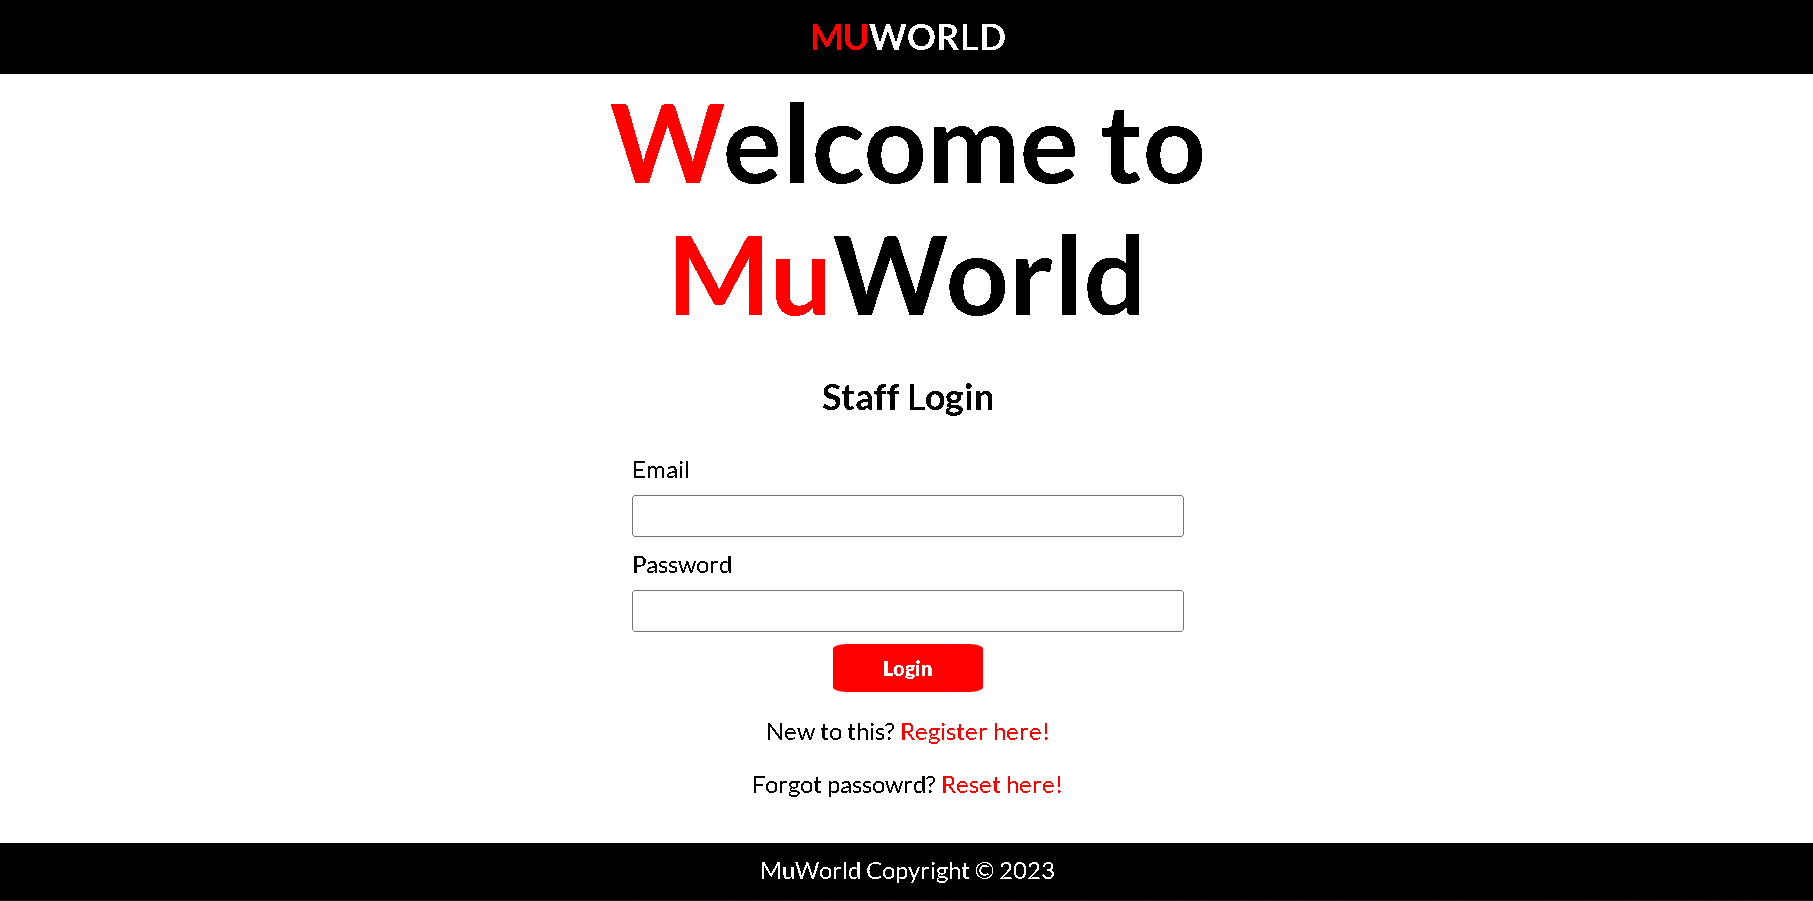 MUWORLD
Welcome to
MuWorld
Staff Login
Email
Password
Login
New to this? Register here!
Forgot passowrd? Reset here!
MuWorld Copyright © 2023